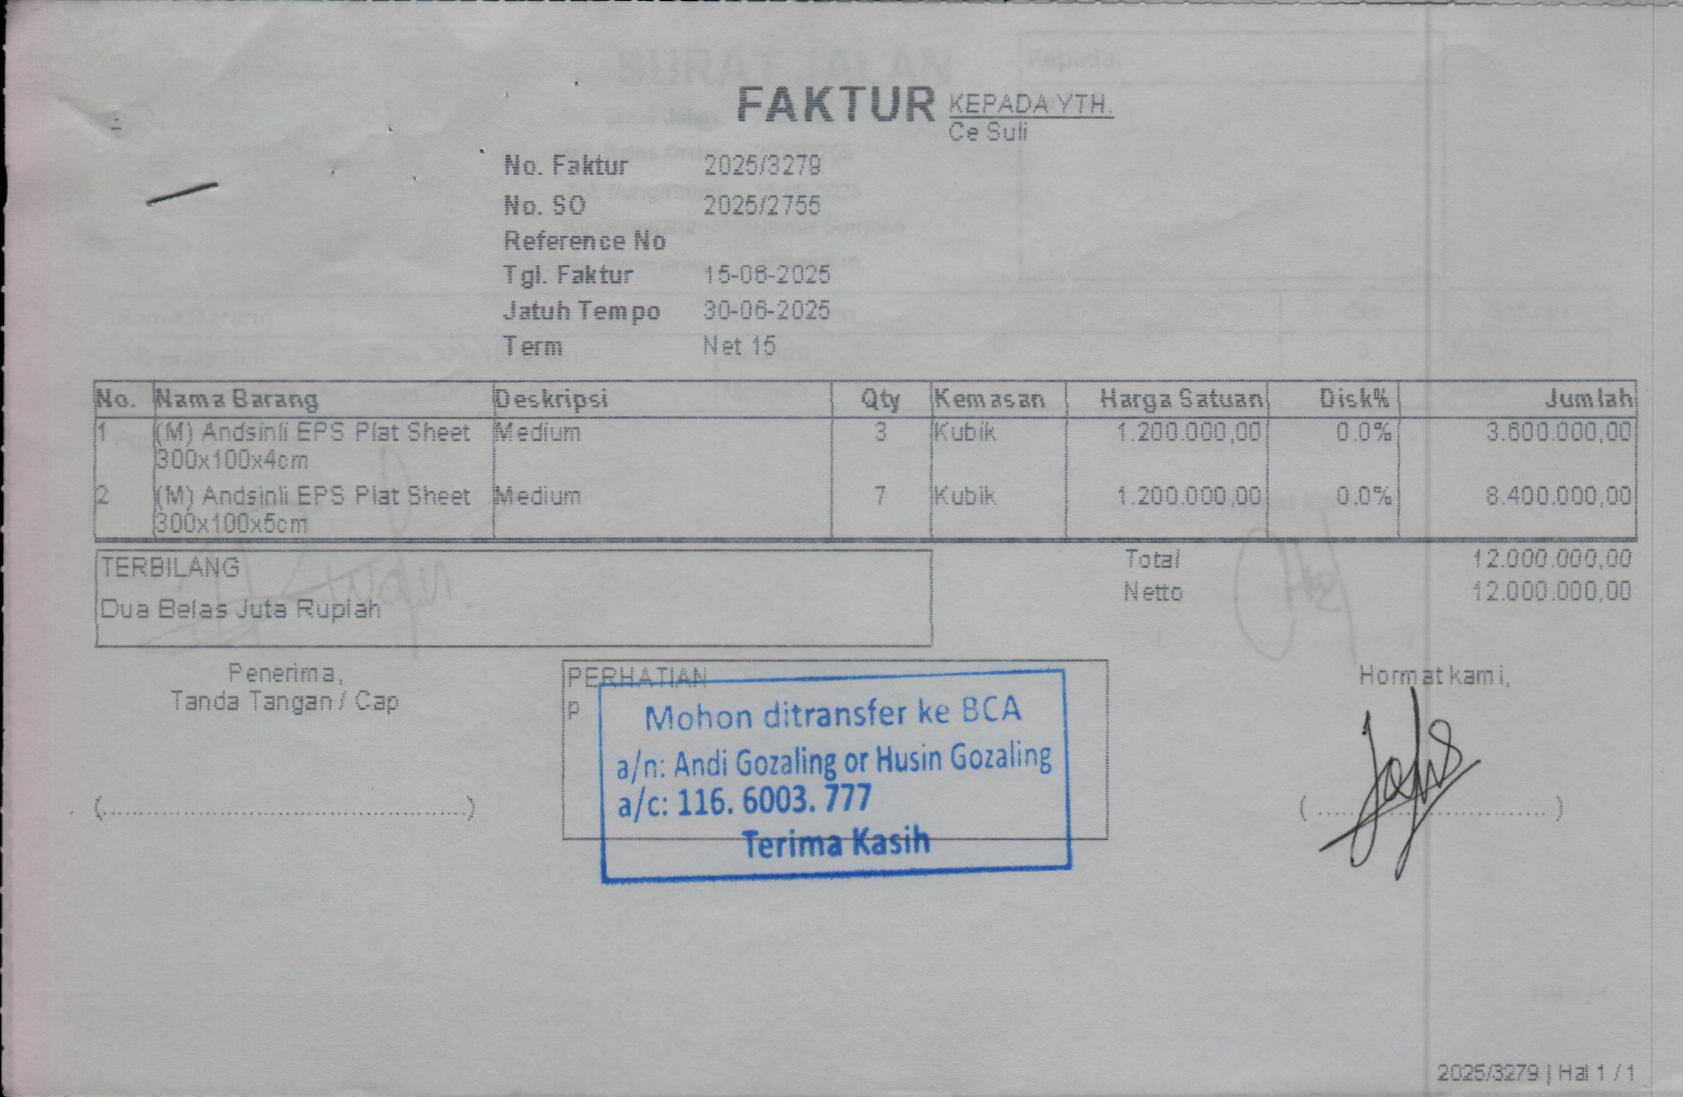 FAKTUR
KEPADA YTH.
Ce Suli
No. Faktur 2025/3279
No. SO 2025/2755
Reference No
Tgl. Faktur 15-06-2025
Jatuh Tempo 30-06-2025
Term Net 15
No. Nama Barang Deskripsi Qty Kemasan Harga Satuan Disk% Jumlah
1 (M) Andsinli EPS Plat Sheet Medium 3 Kubik 1.200.000,00 0.0% 3.600.000,00
300x100x4cm
2 (M) Andsinli EPS Plat Sheet Medium 7 Kubik 1.200.000,00 0.0% 8.400.000,00
300x100x5cm
TERBILANG
Dua Belas Juta Rupiah
Total 12.000.000,00
Netto 12.000.000,00
Penerima,
Tanda Tangan / Cap
(..............................................)
PERHATIAN
p
Mohon ditransfer ke BCA
a/n: Andi Gozaling or Husin Gozaling
a/c: 116. 6003. 777
Terima Kasih
Hormat kami,
(..............................)
2025/3279 | Hal 1 / 1